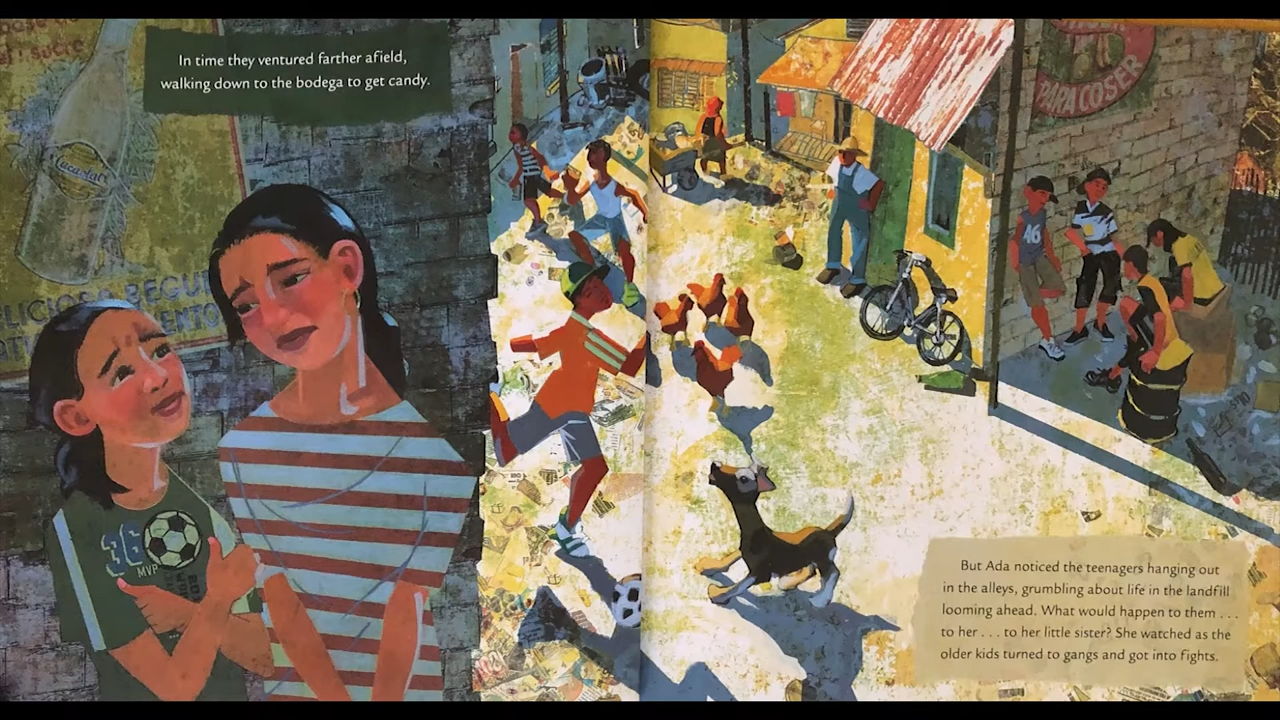 In time they ventured farther afield,
walking down to the bodega to get candy.
PARA COSER
46
36
MVP
But Ada noticed the teenagers hanging out
in the alleys, grumbling about life in the landfill
looming ahead. What would happen to them . . .
to her . . . to her little sister? She watched as the
older kids turned to gangs and got into fights.